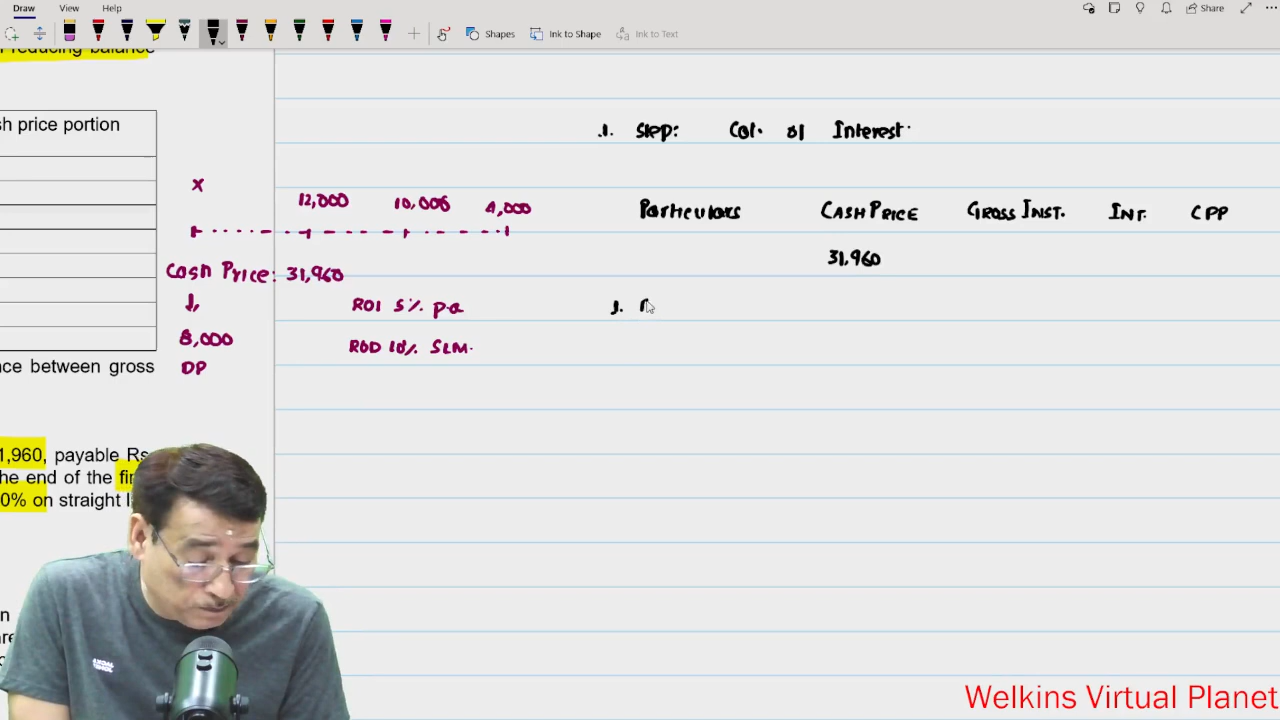 Draw View Help Share
Shapes Ink to Shape Ink to Text
reducing balance
sh price portion
nce between gross
1,960, payable Rs
he end of the fir
0% on straight l
X
12,000 10,000 4,000
Cash Price: 31,960
8,000
DP
ROI 5% p.a
ROD 10% SLM.
1. Step: Cal. of Interest.
Particulars CASH PRICE GROSS INST. INT. CPP
31,960
1.
Welkins Virtual Planet